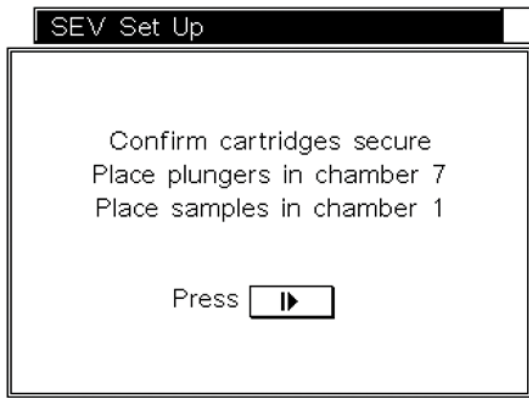 SEV Set Up
Confirm cartridges secure
Place plungers in chamber 7
Place samples in chamber 1
Press